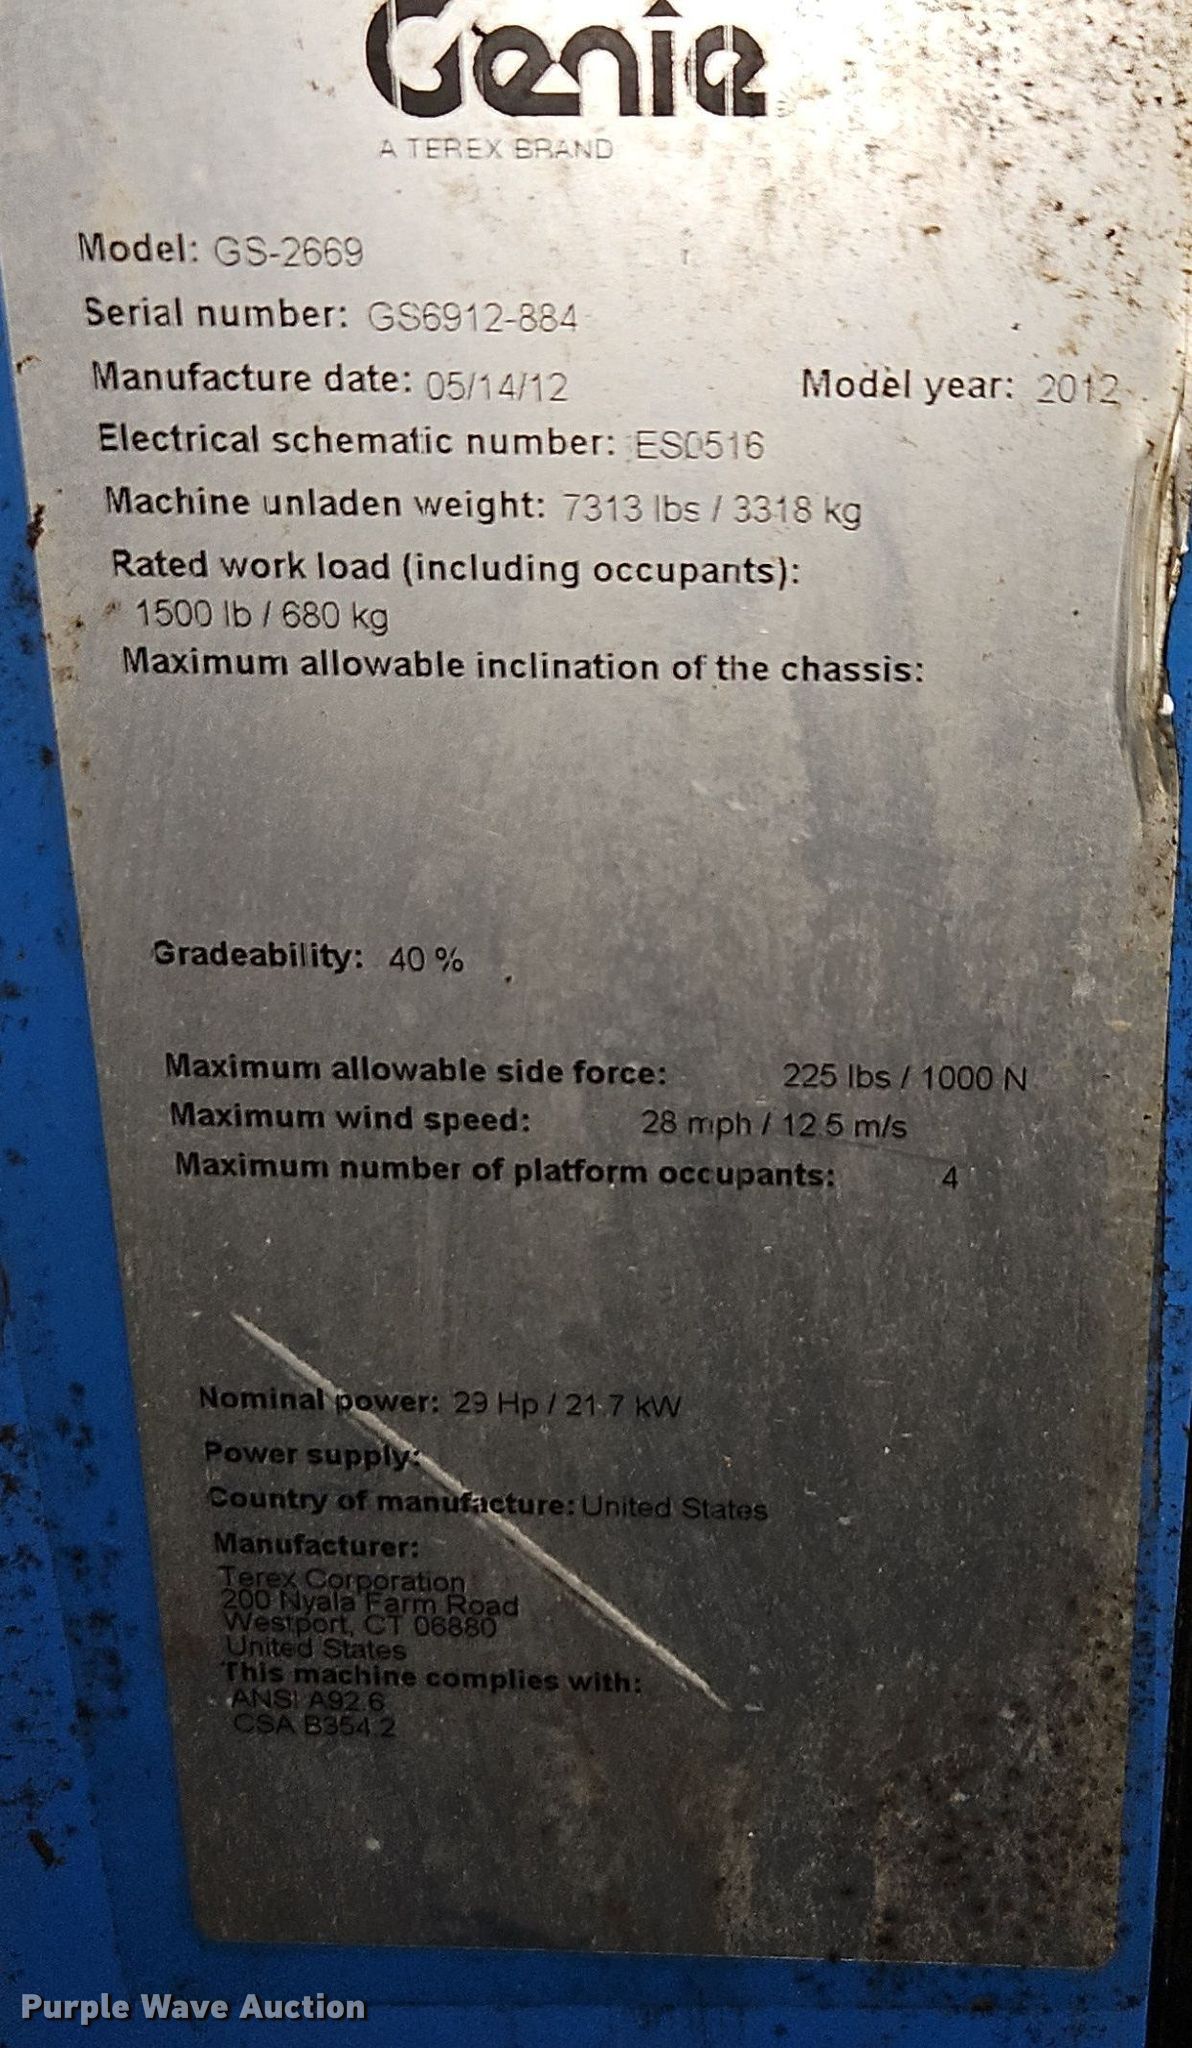 Genie
A TEREX BRAND
Model: GS-2669
Serial number: GS6912-884
Manufacture date: 05/14/12 Model year: 2012
Electrical schematic number: ES0516
Machine unladen weight: 7313 lbs / 3318 kg
Rated work load (including occupants):
1500 lb / 680 kg
Maximum allowable inclination of the chassis:
Gradeability: 40 %
Maximum allowable side force: 225 lbs / 1000 N
Maximum wind speed: 28 mph / 12.5 m/s
Maximum number of platform occupants: 4
Nominal power: 29 Hp / 21.7 kW
Power supply:
Country of manufacture: United States
Manufacturer:
Terex Corporation
200 Nyala Farm Road
Westport, CT 06880
United States
This machine complies with:
ANSI A92.6
CSA B354.2
Purple Wave Auction